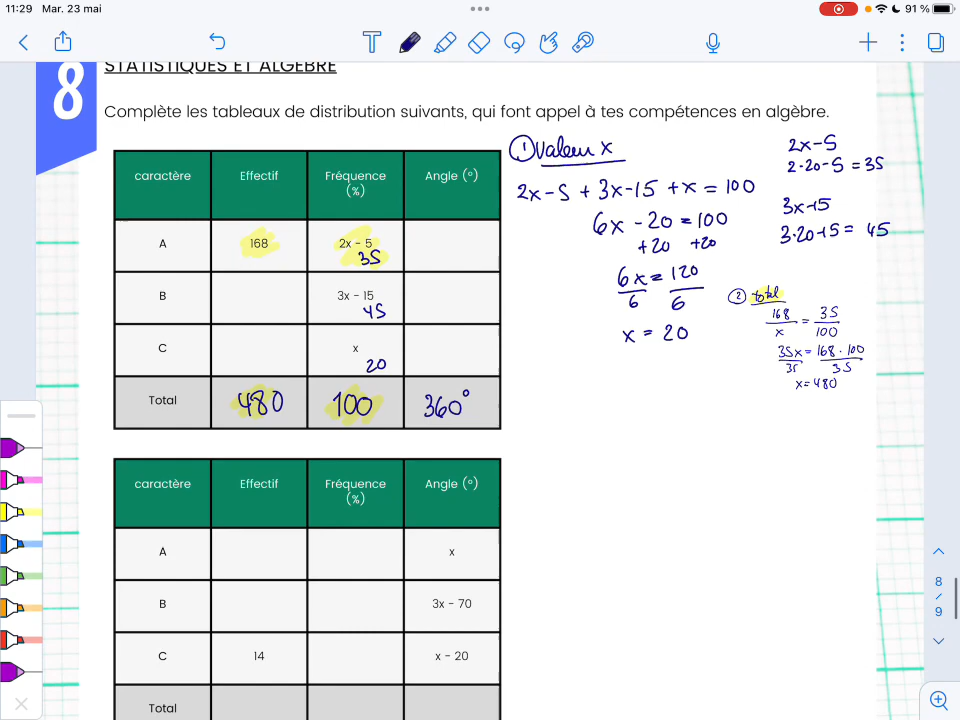 11:29 Mar. 23 mai
91 %
T
8
STATISTIQUES ET ALGÈBRE
Complète les tableaux de distribution suivants, qui font appel à tes compétences en algèbre.
caractère Effectif Fréquence (%) Angle (°)
A 168 2x - 5
35
B 3x - 15
45
C x
20
Total 480 100 360°
① Valeur x
2x-5 + 3x-15 + x = 100
6x - 20 = 100
+20 +20
6x = 120
6 6
x = 20
2x-5
2·20-5 = 35
3x-15
3·20-15 = 45
② total
168/x = 35/100
35x/35 = 168·100/35
x = 480
caractère Effectif Fréquence (%) Angle (°)
A x
B 3x - 70
C 14 x - 20
Total
8
/
9